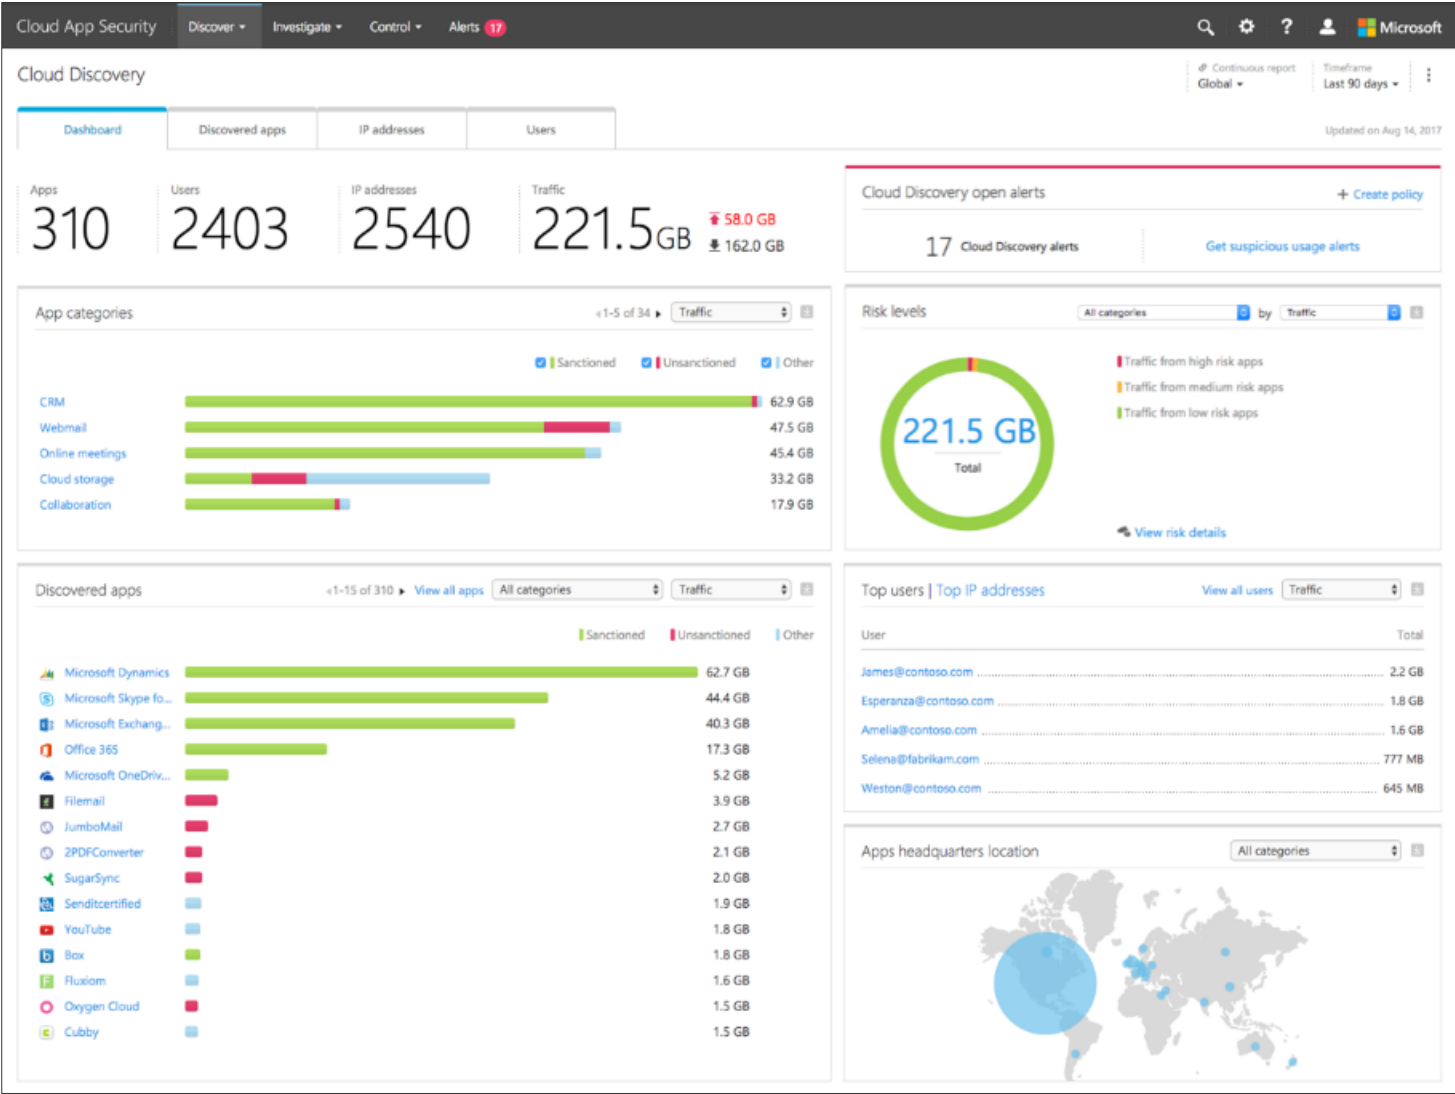 Cloud App Security Discover Investigate Control Alerts 17 ? Microsoft
Cloud Discovery
Continuous report
Global
Timeframe
Last 90 days
Dashboard Discovered apps IP addresses Users
Updated on Aug 14, 2017
Apps
310
Users
2403
IP addresses
2540
Traffic
221.5GB
58.0 GB
162.0 GB
Cloud Discovery open alerts + Create policy
17 Cloud Discovery alerts Get suspicious usage alerts
App categories 1-5 of 34 Traffic
Sanctioned Unsanctioned Other
CRM 62.9 GB
Webmail 47.5 GB
Online meetings 45.4 GB
Cloud storage 33.2 GB
Collaboration 17.9 GB
Risk levels All categories by Traffic
221.5 GB
Total
Traffic from high risk apps
Traffic from medium risk apps
Traffic from low risk apps
View risk details
Discovered apps 1-15 of 310 View all apps All categories Traffic
Sanctioned Unsanctioned Other
Microsoft Dynamics 62.7 GB
Microsoft Skype fo... 44.4 GB
Microsoft Exchang... 40.3 GB
Office 365 17.3 GB
Microsoft OneDriv... 5.2 GB
Filemail 3.9 GB
JumboMail 2.7 GB
2PDFConverter 2.1 GB
SugarSync 2.0 GB
Senditcertified 1.9 GB
YouTube 1.8 GB
Box 1.8 GB
Fluxiom 1.6 GB
Oxygen Cloud 1.5 GB
Cubby 1.5 GB
Top users | Top IP addresses View all users Traffic
User Total
James@contoso.com 2.2 GB
Esperanza@contoso.com 1.8 GB
Amelia@contoso.com 1.6 GB
Selena@fabrikam.com 777 MB
Weston@contoso.com 645 MB
Apps headquarters location All categories